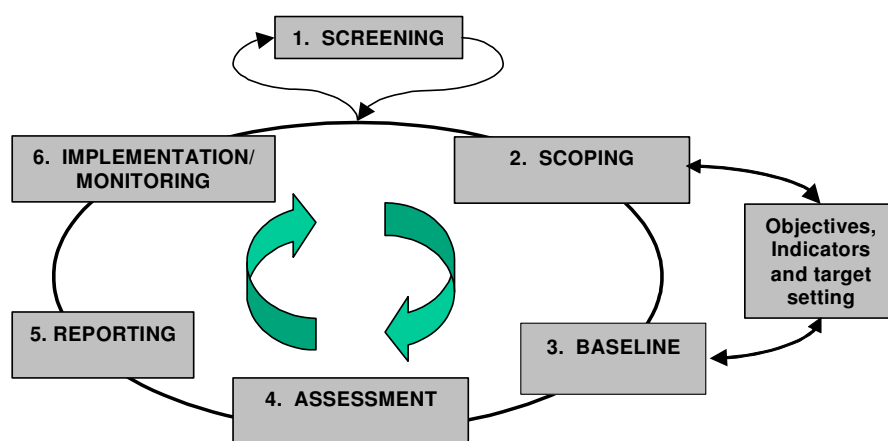 1. SCREENING
6. IMPLEMENTATION/
MONITORING
2. SCOPING
Objectives,
Indicators
and target
setting
5. REPORTING
3. BASELINE
4. ASSESSMENT